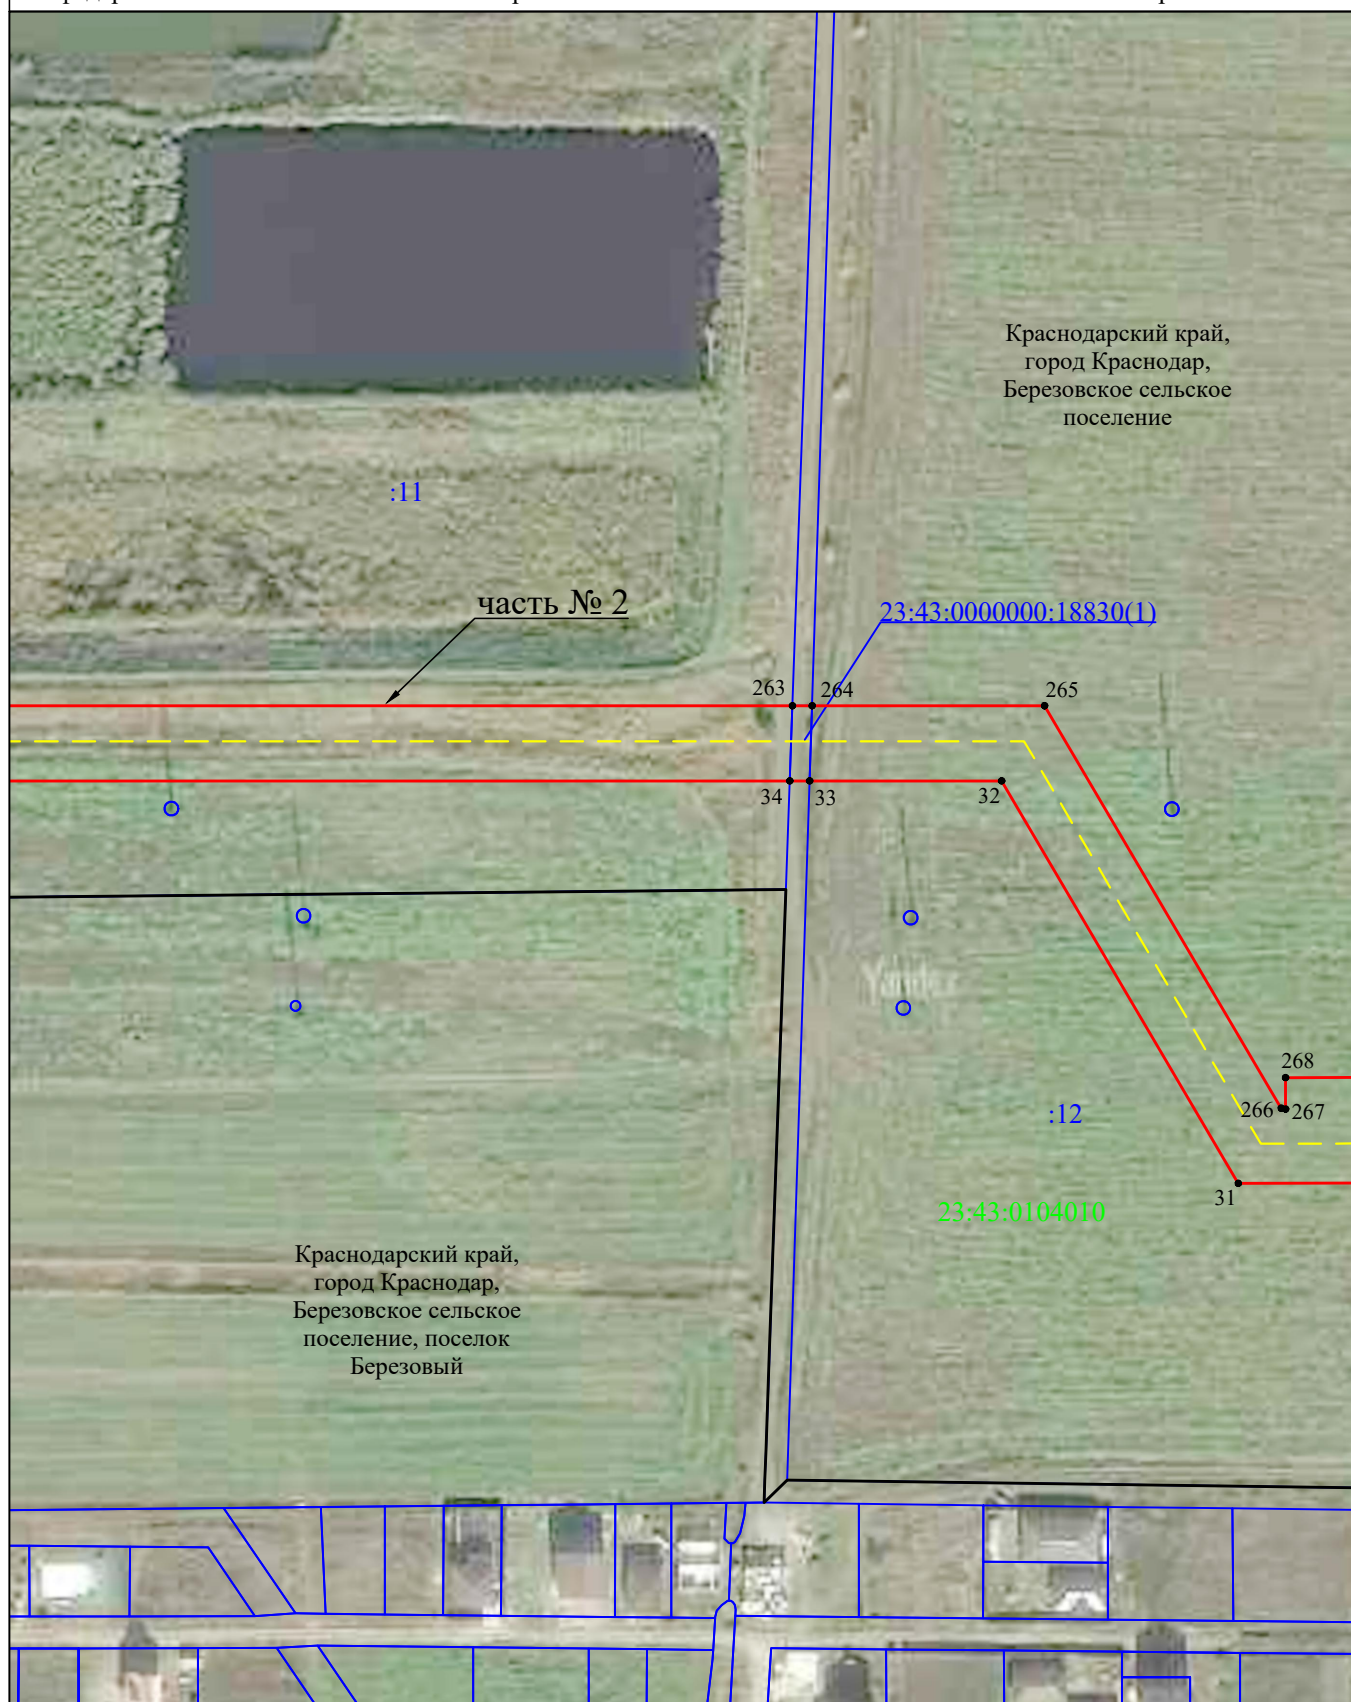 Краснодарский край,
город Краснодар,
Березовское сельское
поселение
:11
часть № 2
23:43:0000000:18830(1)
263
264
265
34
33
32
Yandex
268
266
267
:12
31
23:43:0104010
Краснодарский край,
город Краснодар,
Березовское сельское
поселение, поселок
Березовый